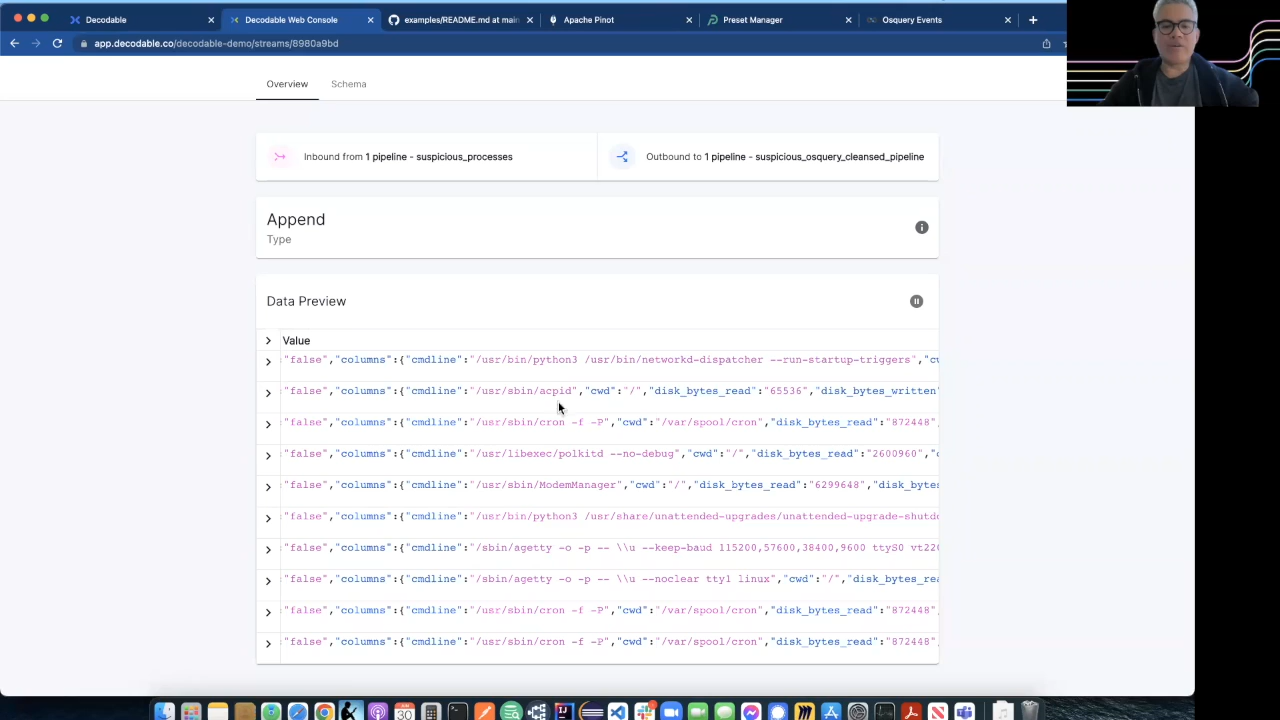 Decodable
Decodable Web Console
examples/README.md at main
Apache Pinot
Preset Manager
Osquery Events
app.decodable.co/decodable-demo/streams/8980a9bd
Overview
Schema
Inbound from 1 pipeline - suspicious_processes
Outbound to 1 pipeline - suspicious_osquery_cleansed_pipeline
Append
Type
Data Preview
Value
"false","columns":{"cmdline":"/usr/bin/python3 /usr/bin/networkd-dispatcher --run-startup-triggers","cw
"false","columns":{"cmdline":"/usr/sbin/acpid","cwd":"/","disk_bytes_read":"65536","disk_bytes_written"
"false","columns":{"cmdline":"/usr/sbin/cron -f -P","cwd":"/var/spool/cron","disk_bytes_read":"872448",
"false","columns":{"cmdline":"/usr/libexec/polkitd --no-debug","cwd":"/","disk_bytes_read":"2600960","d
"false","columns":{"cmdline":"/usr/sbin/ModemManager","cwd":"/","disk_bytes_read":"6299648","disk_bytes
"false","columns":{"cmdline":"/usr/bin/python3 /usr/share/unattended-upgrades/unattended-upgrade-shutdo
"false","columns":{"cmdline":"/sbin/agetty -o -p -- \\u --keep-baud 115200,57600,38400,9600 ttyS0 vt220
"false","columns":{"cmdline":"/sbin/agetty -o -p -- \\u --noclear tty1 linux","cwd":"/","disk_bytes_rea
"false","columns":{"cmdline":"/usr/sbin/cron -f -P","cwd":"/var/spool/cron","disk_bytes_read":"872448",
"false","columns":{"cmdline":"/usr/sbin/cron -f -P","cwd":"/var/spool/cron","disk_bytes_read":"872448",
30